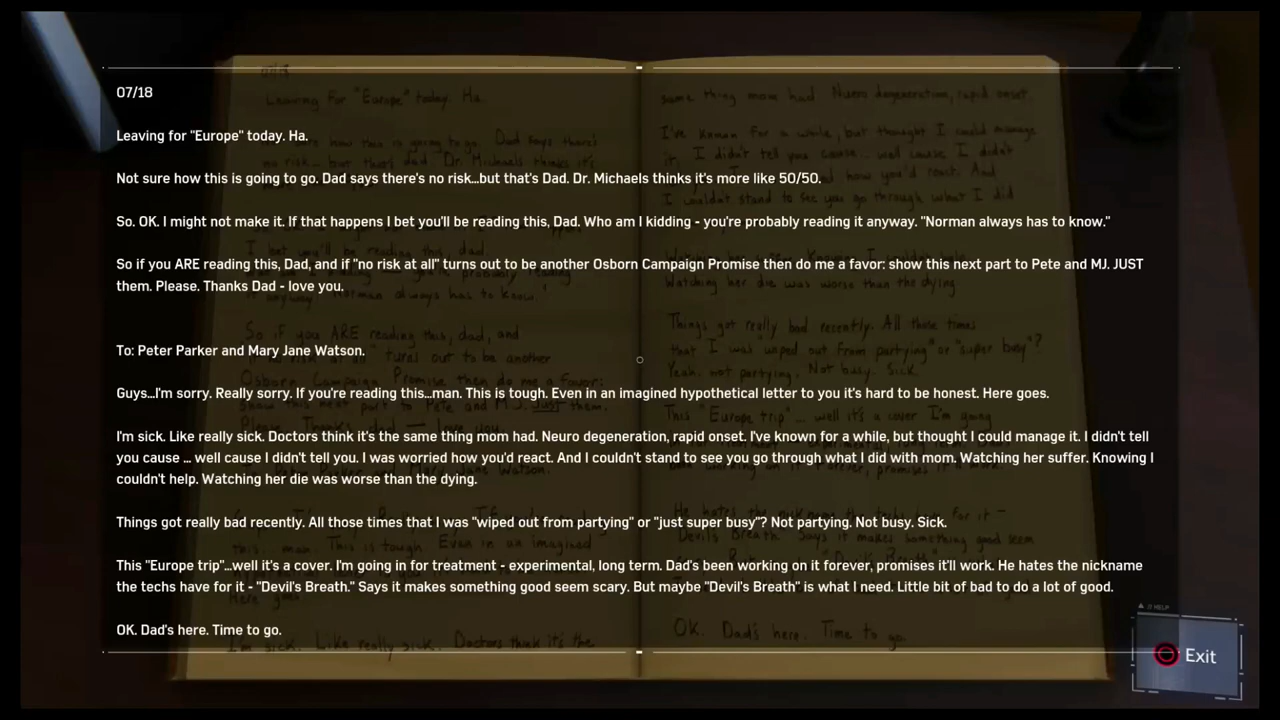 07/18
Leaving for "Europe" today. Ha.
Not sure how this is going to go. Dad says there's no risk...but that's Dad. Dr. Michaels thinks it's more like 50/50.
So. OK. I might not make it. If that happens I bet you'll be reading this, Dad. Who am I kidding - you're probably reading it anyway. "Norman always has to know."
So if you ARE reading this, Dad, and if "no risk at all" turns out to be another Osborn Campaign Promise then do me a favor: show this next part to Pete and MJ. JUST
them. Please. Thanks Dad - love you.
To: Peter Parker and Mary Jane Watson.
Guys...I'm sorry. Really sorry. If you're reading this...man. This is tough. Even in an imagined hypothetical letter to you it's hard to be honest. Here goes.
I'm sick. Like really sick. Doctors think it's the same thing mom had. Neuro degeneration, rapid onset. I've known for a while, but thought I could manage it. I didn't tell
you cause ... well cause I didn't tell you. I was worried how you'd react. And I couldn't stand to see you go through what I did with mom. Watching her suffer. Knowing I
couldn't help. Watching her die was worse than the dying.
Things got really bad recently. All those times that I was "wiped out from partying" or "just super busy"? Not partying. Not busy. Sick.
This "Europe trip"...well it's a cover. I'm going in for treatment - experimental, long term. Dad's been working on it forever, promises it'll work. He hates the nickname
the techs have for it - "Devil's Breath." Says it makes something good seem scary. But maybe "Devil's Breath" is what I need. Little bit of bad to do a lot of good.
OK. Dad's here. Time to go.
HELP
Exit